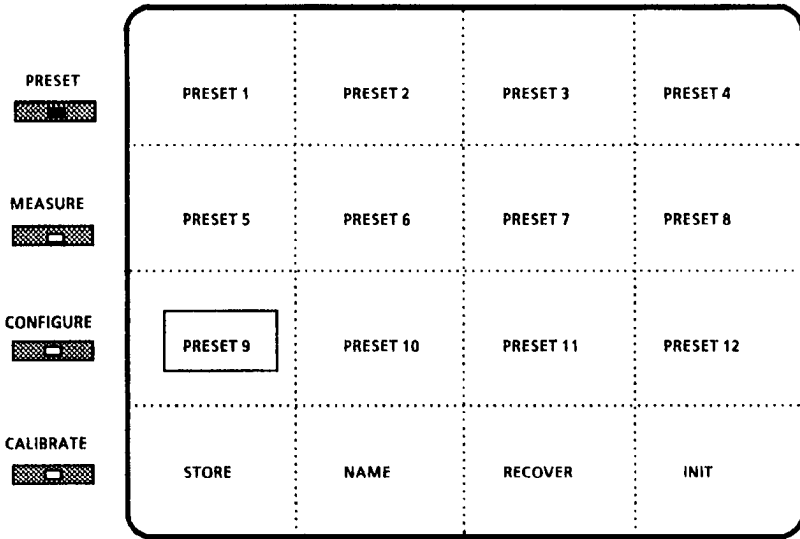 PRESET
PRESET 1 PRESET 2 PRESET 3 PRESET 4
MEASURE
PRESET 5 PRESET 6 PRESET 7 PRESET 8
CONFIGURE
PRESET 9 PRESET 10 PRESET 11 PRESET 12
CALIBRATE
STORE NAME RECOVER INIT